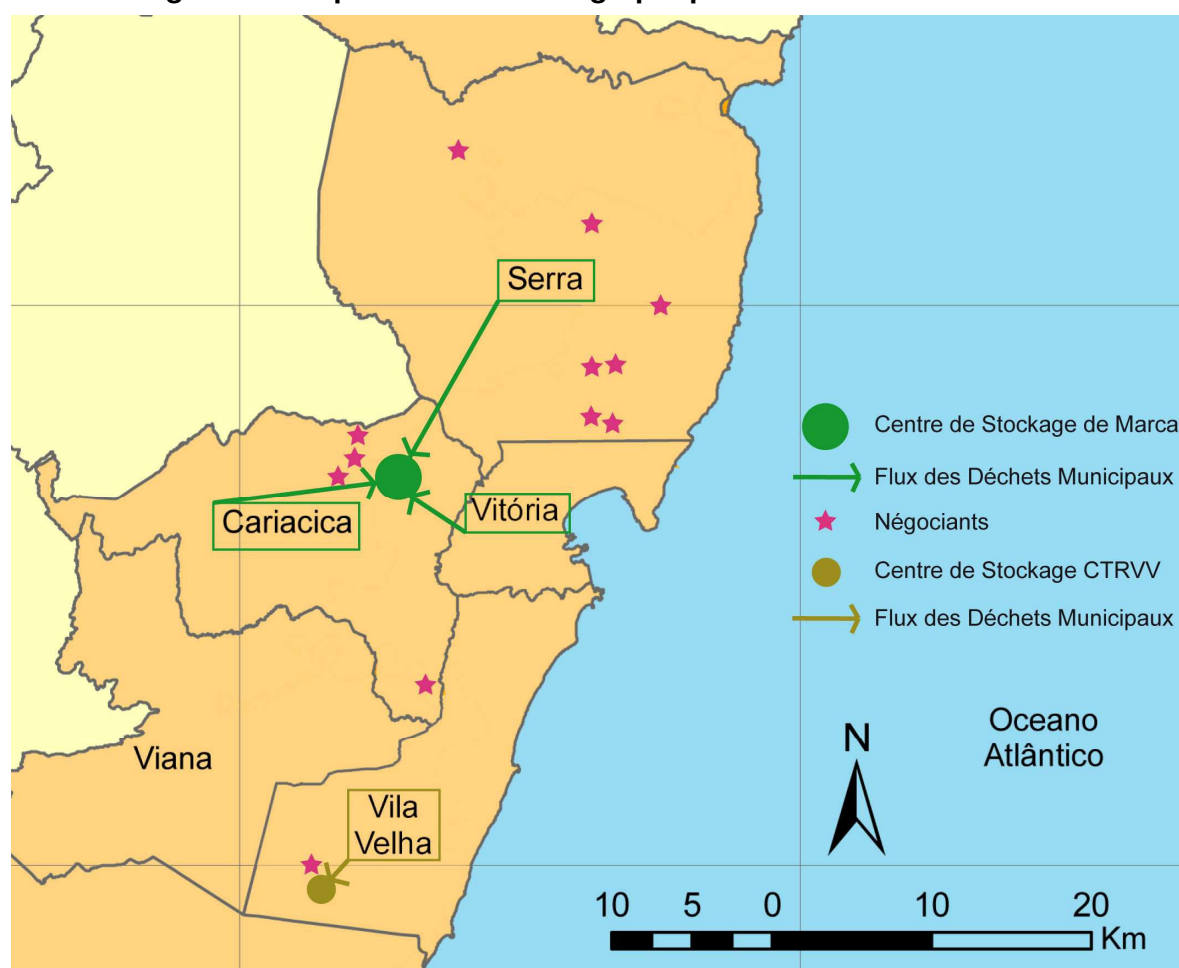 Serra
Cariacica
Vitória
Viana
Vila
Velha
Centre de Stockage de Marca
Flux des Déchets Municipaux
Négociants
Centre de Stockage CTRVV
Flux des Déchets Municipaux
Oceano
Atlântico
N
10 5 0 10 20
Km